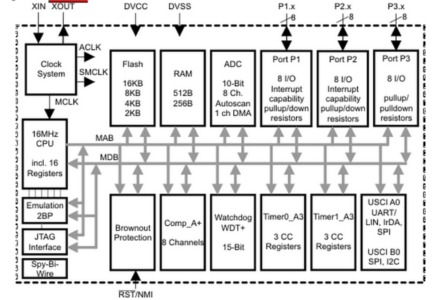 XIN XOUT DVCC DVSS P1.x P2.x P3.x
8 8 8
Clock
System
ACLK
SMCLK
MCLK
Flash
16KB
8KB
4KB
2KB
RAM
512B
256B
ADC
10-Bit
8 Ch.
Autoscan
1 ch DMA
Port P1
8 I/O
Interrupt
capability
pullup/down
resistors
Port P2
8 I/O
Interrupt
capability
pullup/down
resistors
Port P3
8 I/O
pullup/
pulldown
resistors
16MHz
CPU
incl. 16
Registers
MAB
MDB
Emulation
2BP
JTAG
Interface
Spy-Bi-
Wire
Brownout
Protection
Comp_A+
8 Channels
Watchdog
WDT+
15-Bit
Timer0_A3
3 CC
Registers
Timer1_A3
3 CC
Registers
USCI A0
UART/
LIN, IrDA,
SPI
USCI B0
SPI, I2C
RST/NMI